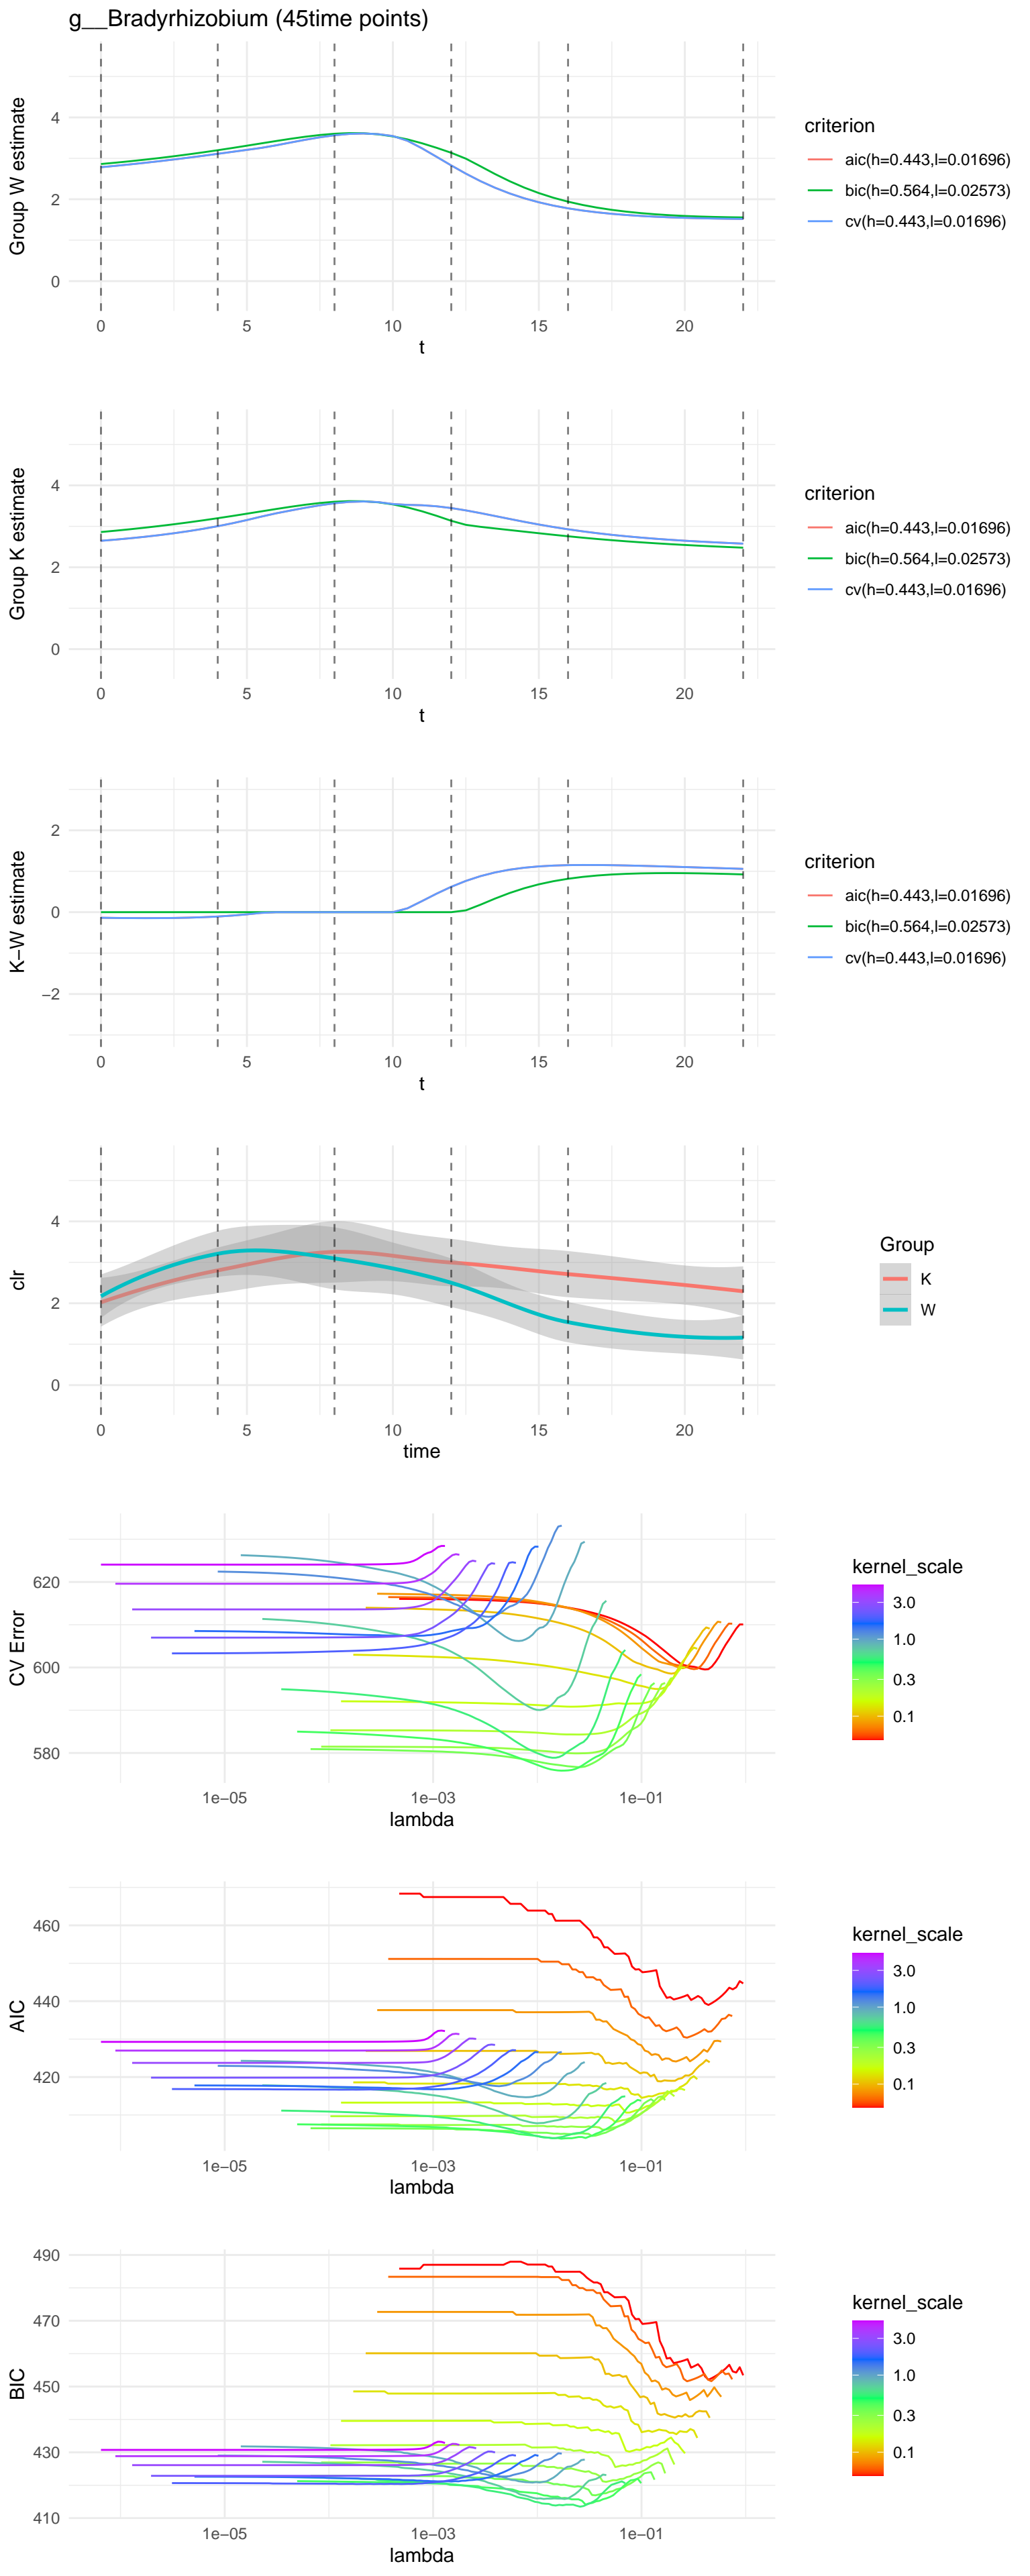 g__Bradyrhizobium (45time points)
Group W estimate
4
2
0
0 5 10 15 20
t
criterion
aic(h=0.443,l=0.01696)
bic(h=0.564,l=0.02573)
cv(h=0.443,l=0.01696)
Group K estimate
4
2
0
0 5 10 15 20
t
criterion
aic(h=0.443,l=0.01696)
bic(h=0.564,l=0.02573)
cv(h=0.443,l=0.01696)
K−W estimate
2
0
−2
0 5 10 15 20
t
criterion
aic(h=0.443,l=0.01696)
bic(h=0.564,l=0.02573)
cv(h=0.443,l=0.01696)
clr
4
2
0
0 5 10 15 20
time
Group
K
W
CV Error
620
600
580
1e−05 1e−03 1e−01
lambda
kernel_scale
3.0
1.0
0.3
0.1
AIC
460
440
420
1e−05 1e−03 1e−01
lambda
kernel_scale
3.0
1.0
0.3
0.1
BIC
490
470
450
430
410
1e−05 1e−03 1e−01
lambda
kernel_scale
3.0
1.0
0.3
0.1